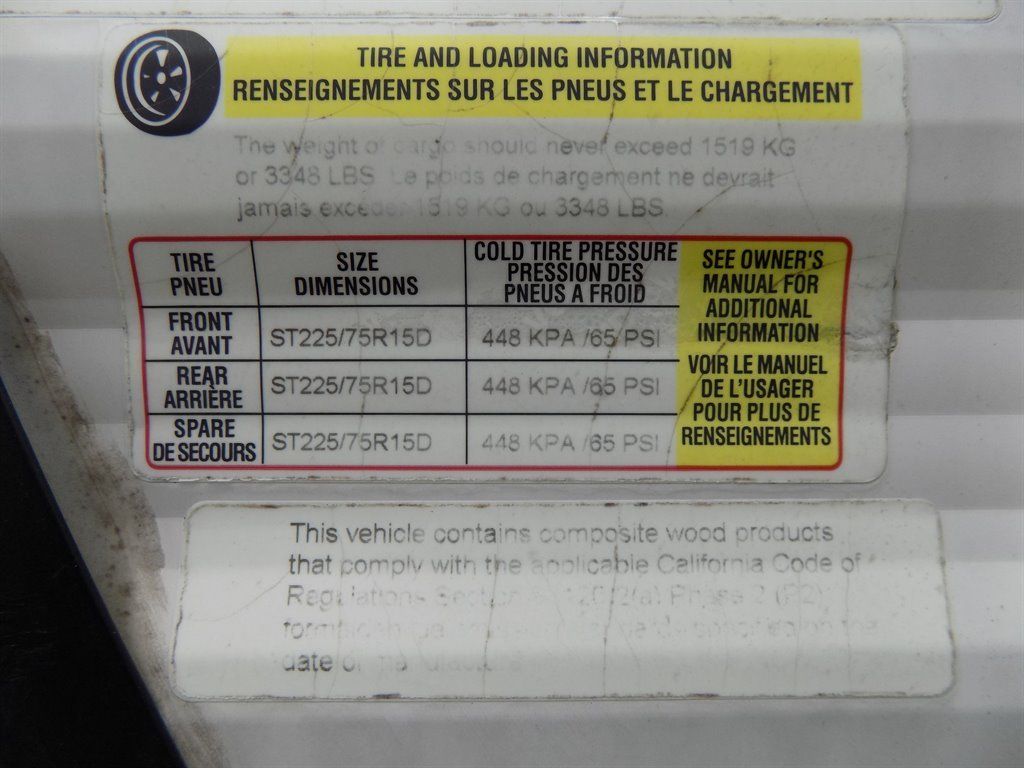 TIRE AND LOADING INFORMATION
RENSEIGNEMENTS SUR LES PNEUS ET LE CHARGEMENT
The weight of cargo should never exceed 1519 KG
or 3348 LBS. Le poids de chargement ne devrait
jamais excéder 1519 KG ou 3348 LBS.
TIRE SIZE COLD TIRE PRESSURE
PNEU DIMENSIONS PRESSION DES
PNEUS A FROID
FRONT
AVANT ST225/75R15D 448 KPA /65 PSI
REAR
ARRIÈRE ST225/75R15D 448 KPA /65 PSI
SPARE
DE SECOURS ST225/75R15D 448 KPA /65 PSI
SEE OWNER'S
MANUAL FOR
ADDITIONAL
INFORMATION
VOIR LE MANUEL
DE L'USAGER
POUR PLUS DE
RENSEIGNEMENTS
This vehicle contains composite wood products
that comply with the applicable California Code of
Regulations Section (a) Phase 2 (P2)
date of manufacture